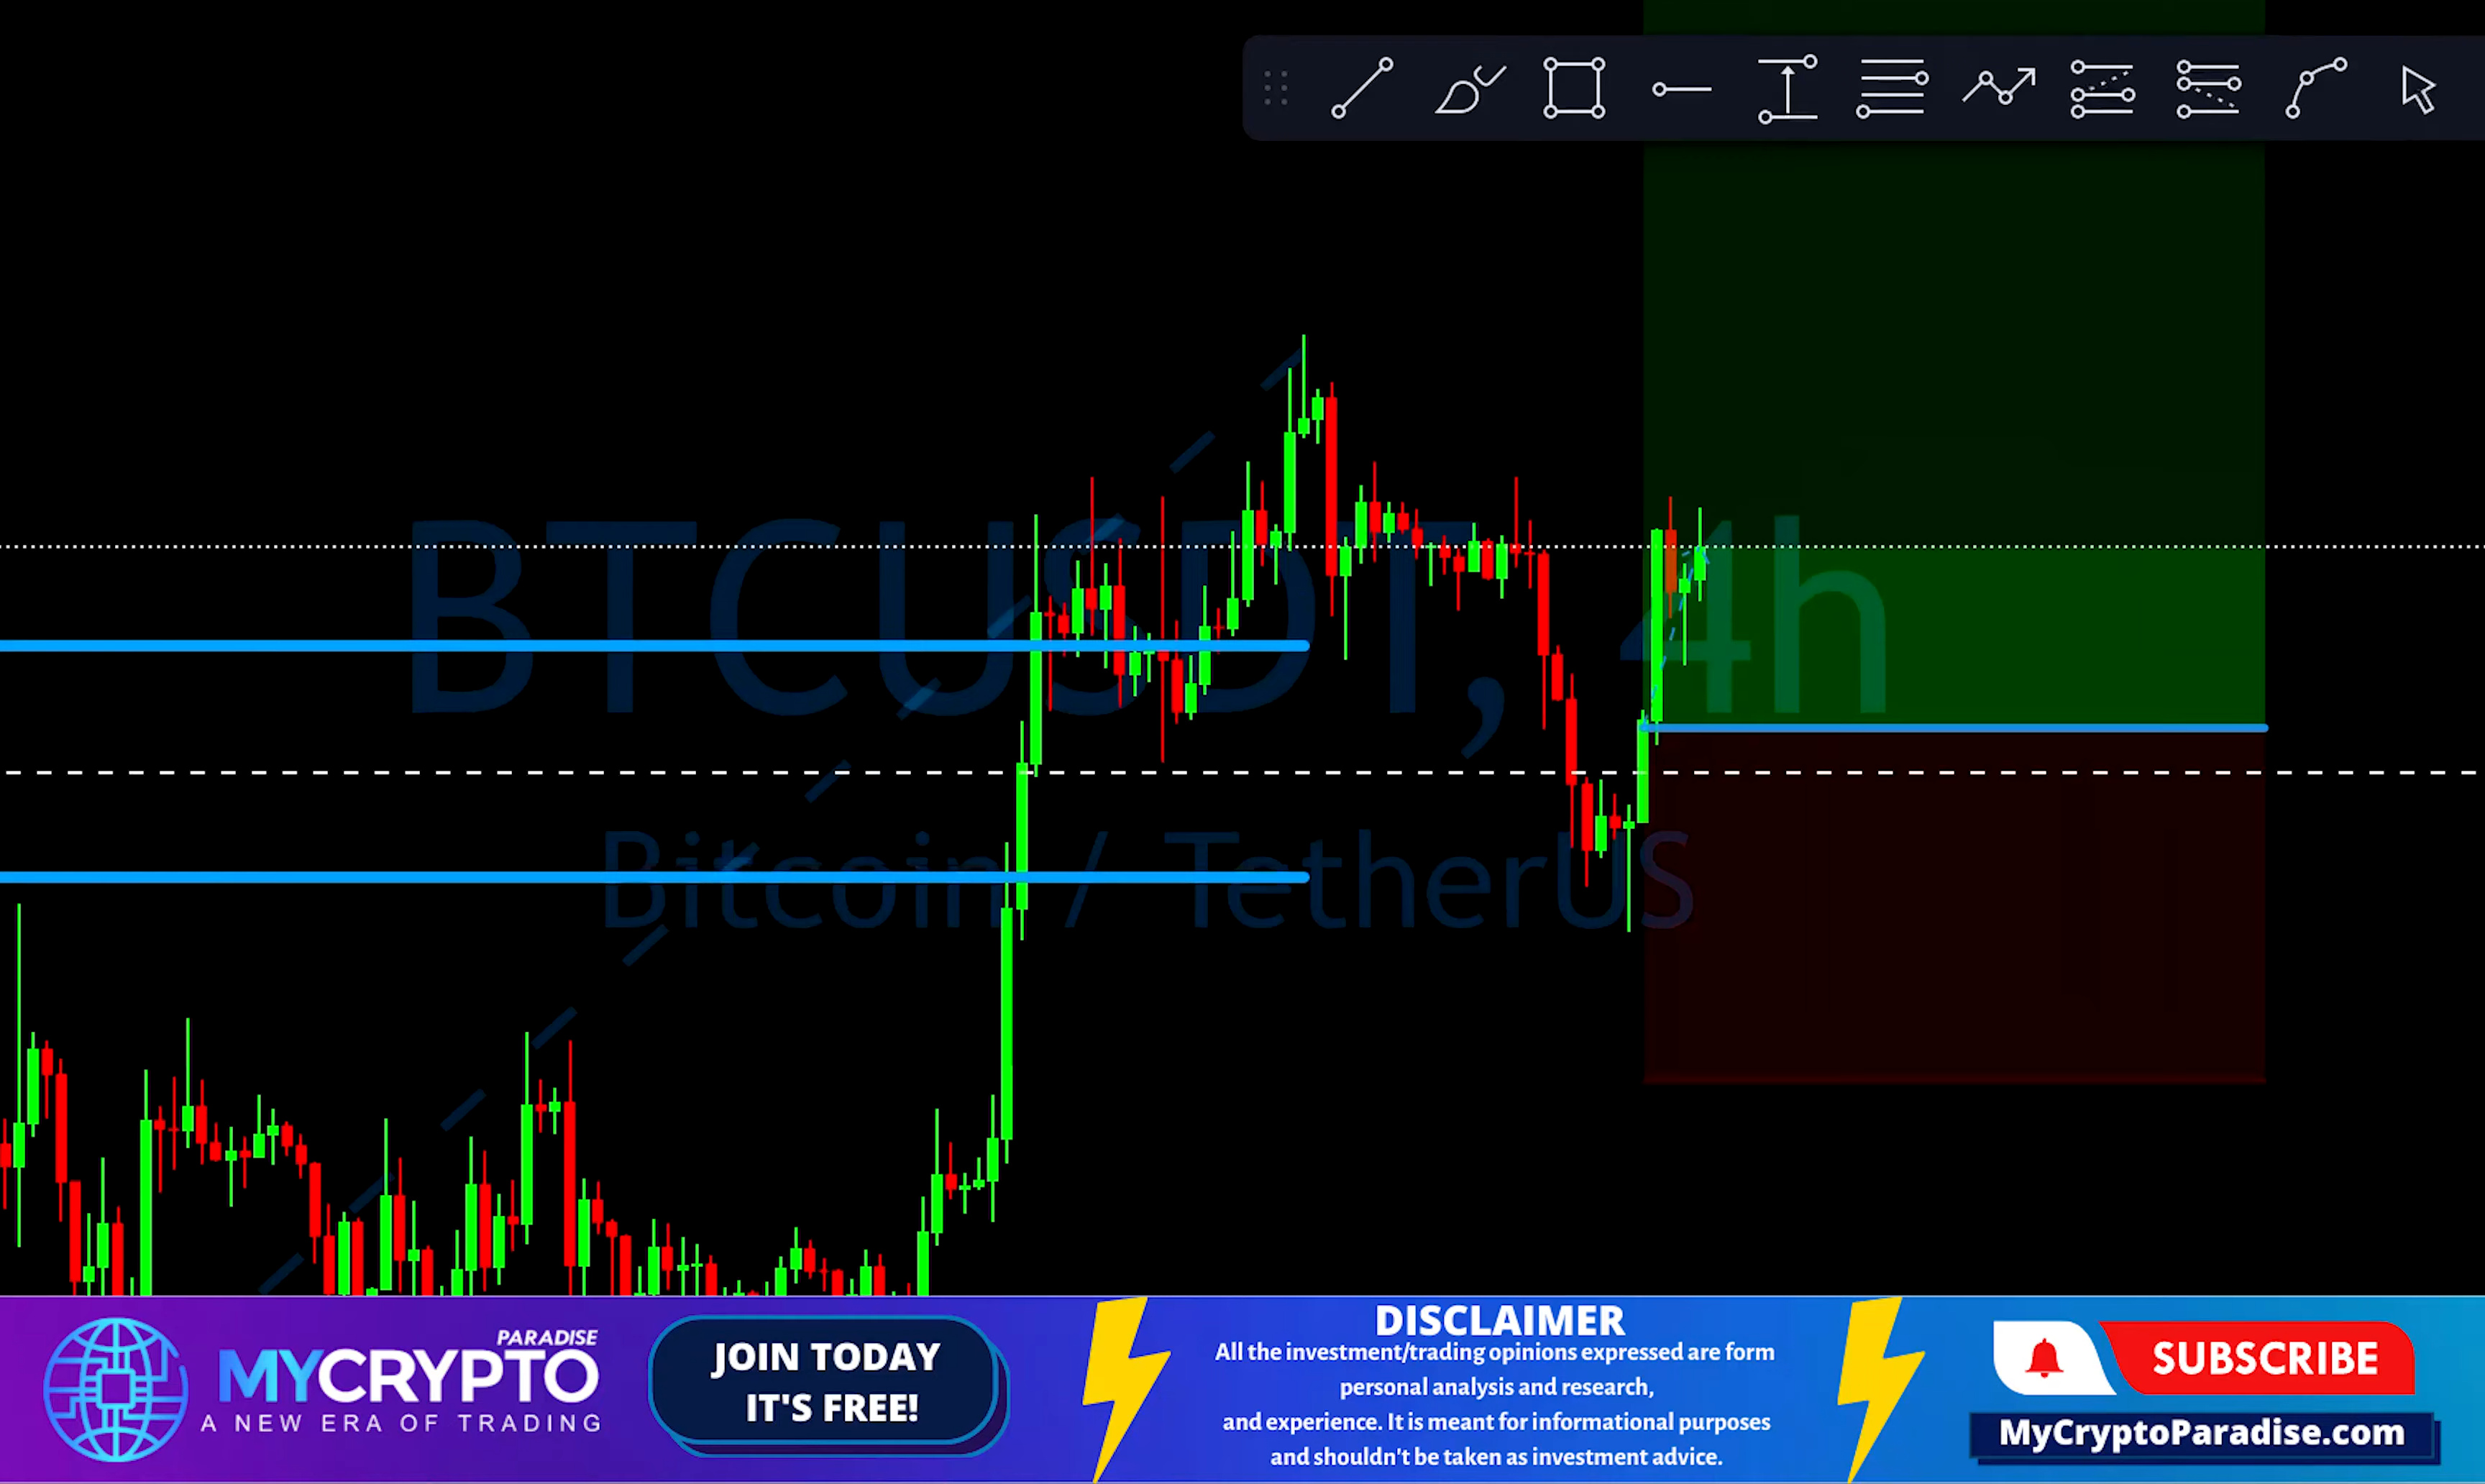 BTCUSDT, 4h
Bitcoin / TetherUS
PARADISE
MYCRYPTO
A NEW ERA OF TRADING
JOIN TODAY
IT'S FREE!
DISCLAIMER
All the investment/trading opinions expressed are form
personal analysis and research,
and experience. It is meant for informational purposes
and shouldn't be taken as investment advice.
SUBSCRIBE
MyCryptoParadise.com